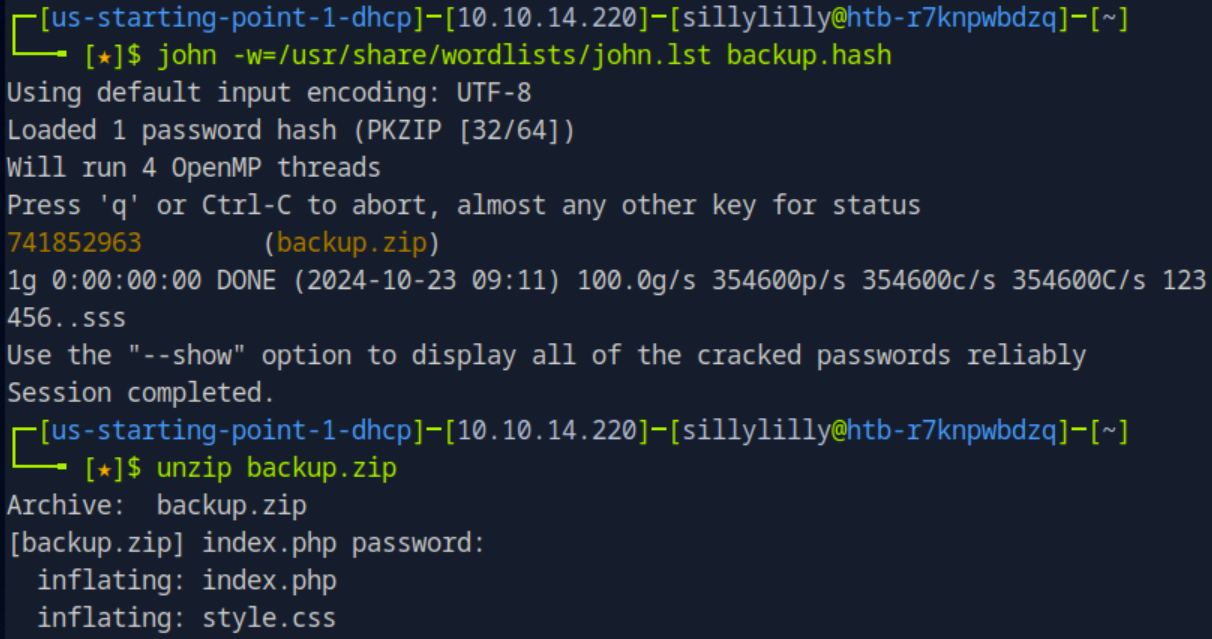 ┌─[us-starting-point-1-dhcp]─[10.10.14.220]─[sillylilly@htb-r7knpwbdzq]─[~]
└──╼ [★]$ john -w=/usr/share/wordlists/john.lst backup.hash
Using default input encoding: UTF-8
Loaded 1 password hash (PKZIP [32/64])
Will run 4 OpenMP threads
Press 'q' or Ctrl-C to abort, almost any other key for status
741852963        (backup.zip)
1g 0:00:00:00 DONE (2024-10-23 09:11) 100.0g/s 354600p/s 354600c/s 354600C/s 123
456..sss
Use the "--show" option to display all of the cracked passwords reliably
Session completed.
┌─[us-starting-point-1-dhcp]─[10.10.14.220]─[sillylilly@htb-r7knpwbdzq]─[~]
└──╼ [★]$ unzip backup.zip
Archive:  backup.zip
[backup.zip] index.php password:
  inflating: index.php
  inflating: style.css